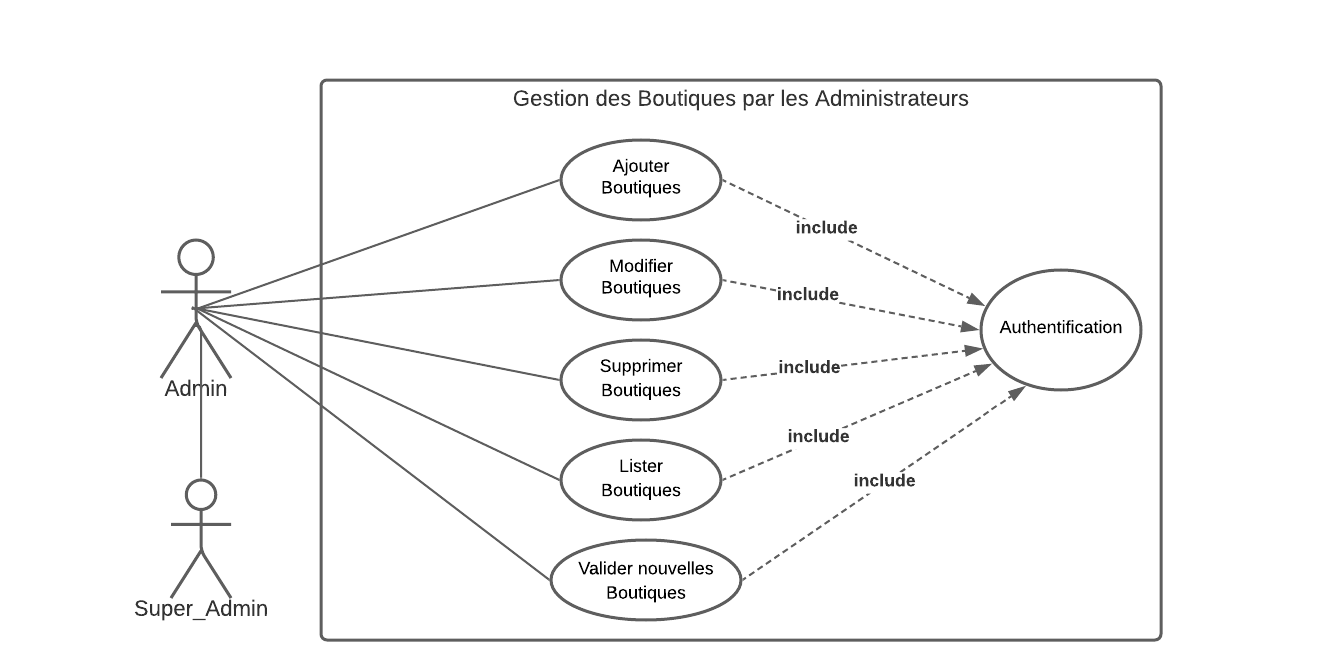 Gestion des Boutiques par les Administrateurs
Ajouter
Boutiques
include
Modifier
Boutiques
include
Authentification
Supprimer
Boutiques
include
Admin
Lister
Boutiques
include
include
Valider nouvelles
Boutiques
Super_Admin